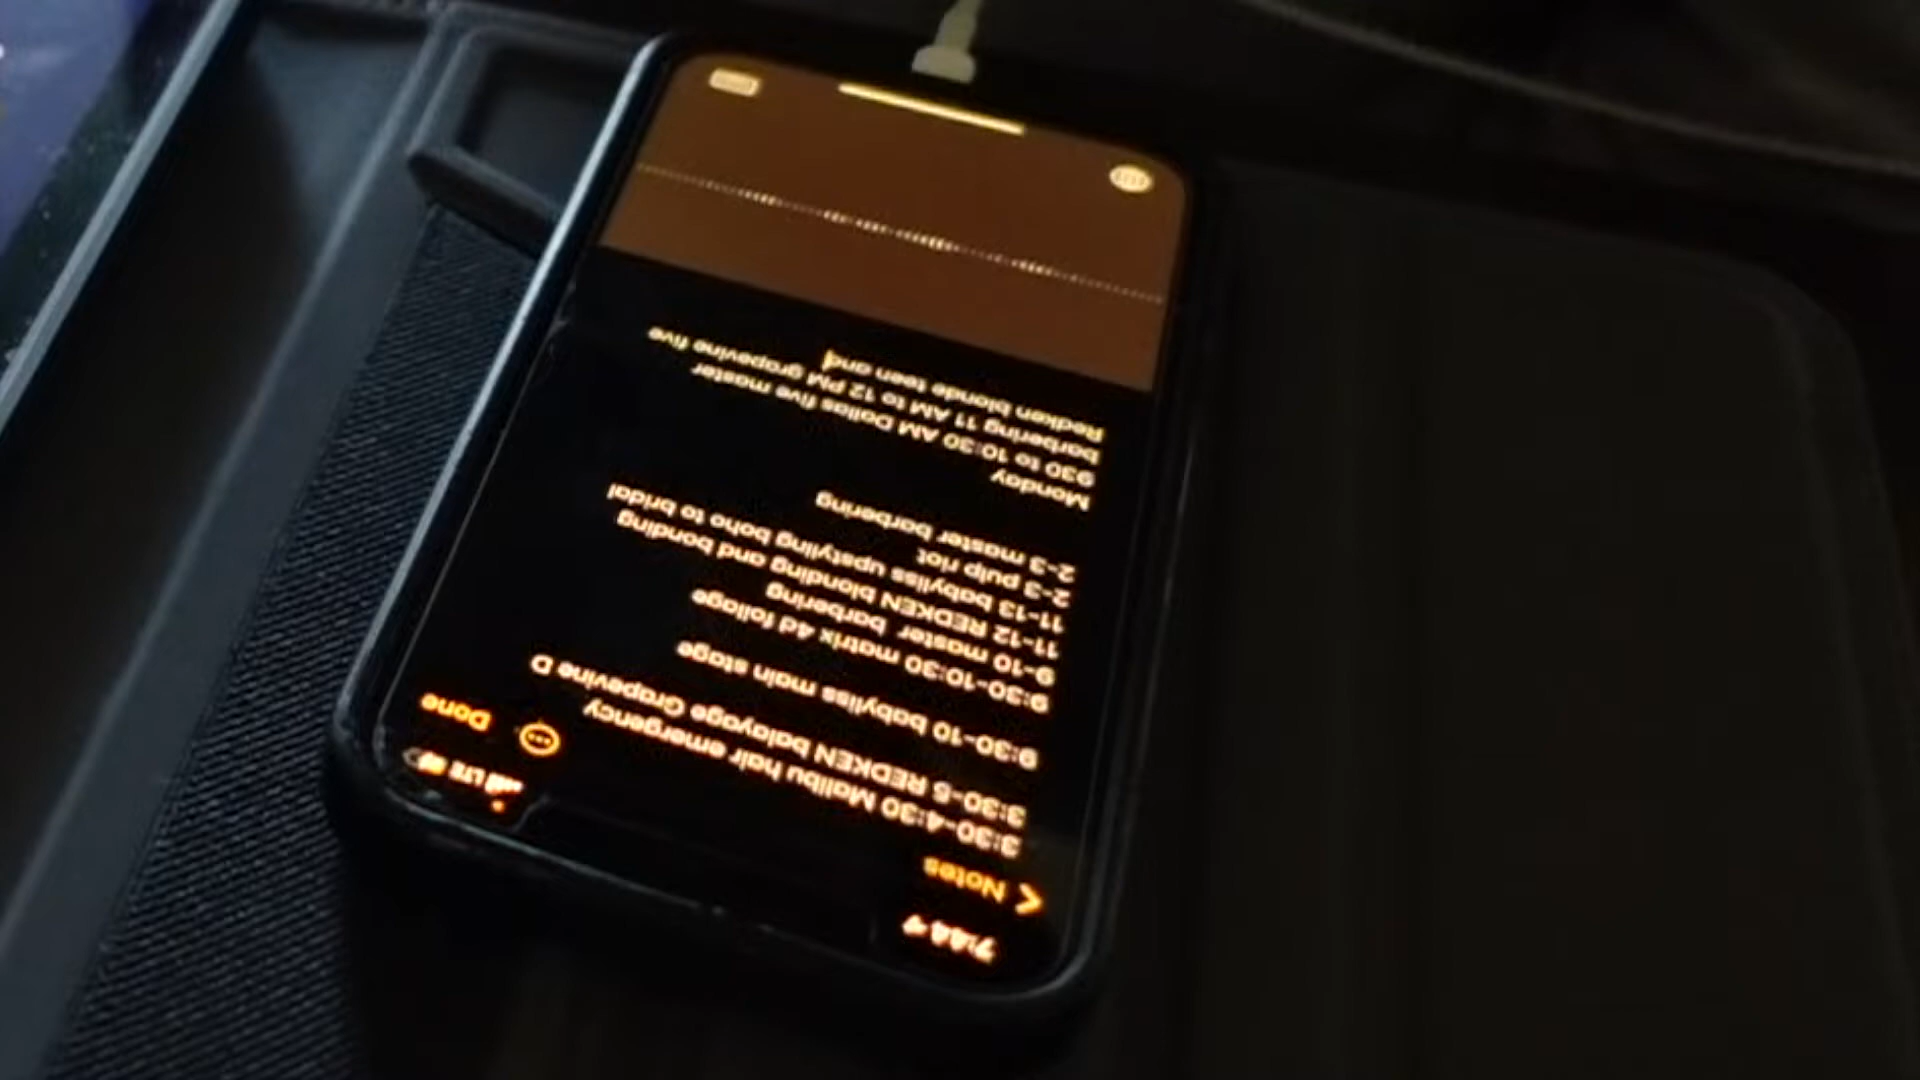 7:44
Notes
Done
LTE
3:30-4:30 Malibu hair emergency
3:30-5 REDKEN balayage Grapevine D
9:30-10 babyliss main stage
9:30-10:30 matrix 4d foilage
9-10 master barbering
11-12 REDKEN blonding and bonding
11-13 babyliss upstyling boho to bridal
2-3 pulp riot
2-3 master barbering
Monday
930 to 10:30 AM Dallas five master
barbering 11 AM to 12 PM grapevine five
Redken blonde teen and